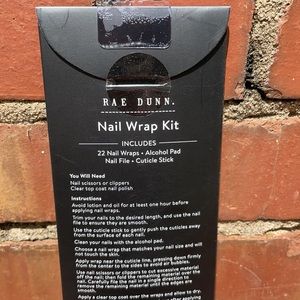 RAE DUNN.
Nail Wrap Kit
INCLUDES
22 Nail Wraps • Alcohol Pad
Nail File • Cuticle Stick
You Will Need
Nail scissors or clippers
Clear top coat nail polish
Instructions
Avoid lotion and oil for at least one hour before
applying nail wraps.
Trim your nails to the desired length, and use the nail
file to ensure they are smooth.
Use the cuticle stick to gently push the cuticles away
from the surface of each nail.
Clean your nails with the alcohol pad.
Choose a nail wrap that matches your nail size and will
not touch the skin.
Apply wrap near the cuticle line, pressing down firmly
from the center to the sides to avoid air bubbles.
Use nail scissors or clippers to cut excessive material
off the nail, then fold the remaining material over the
nail. Carefully file the nail in a single direction to
remove the remaining material until the edges are
smooth.
Apply a clear top coat over the wraps and allow to dry.